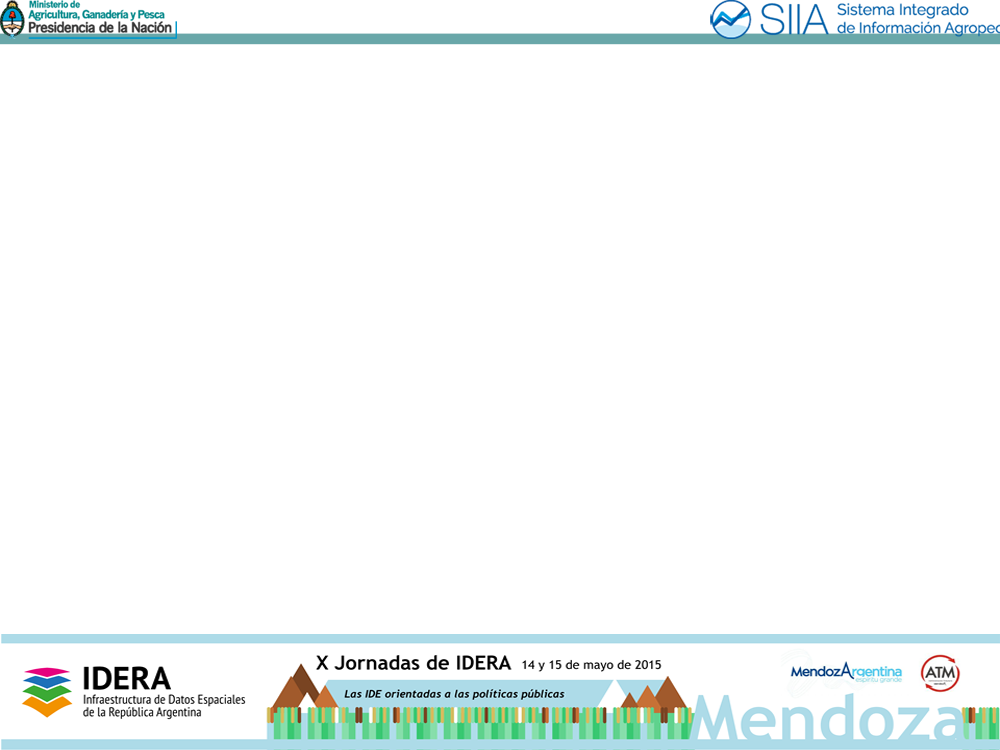 Ministerio de
Agricultura, Ganadería y Pesca
Presidencia de la Nación
SIIA
Sistema Integrado
de Información Agropec
X Jornadas de IDERA 14 y 15 de mayo de 2015
Las IDE orientadas a las políticas públicas
IDERA
Infraestructura de Datos Espaciales
de la República Argentina
MendozArgentina
espíritu grande
ATM
Mendoza